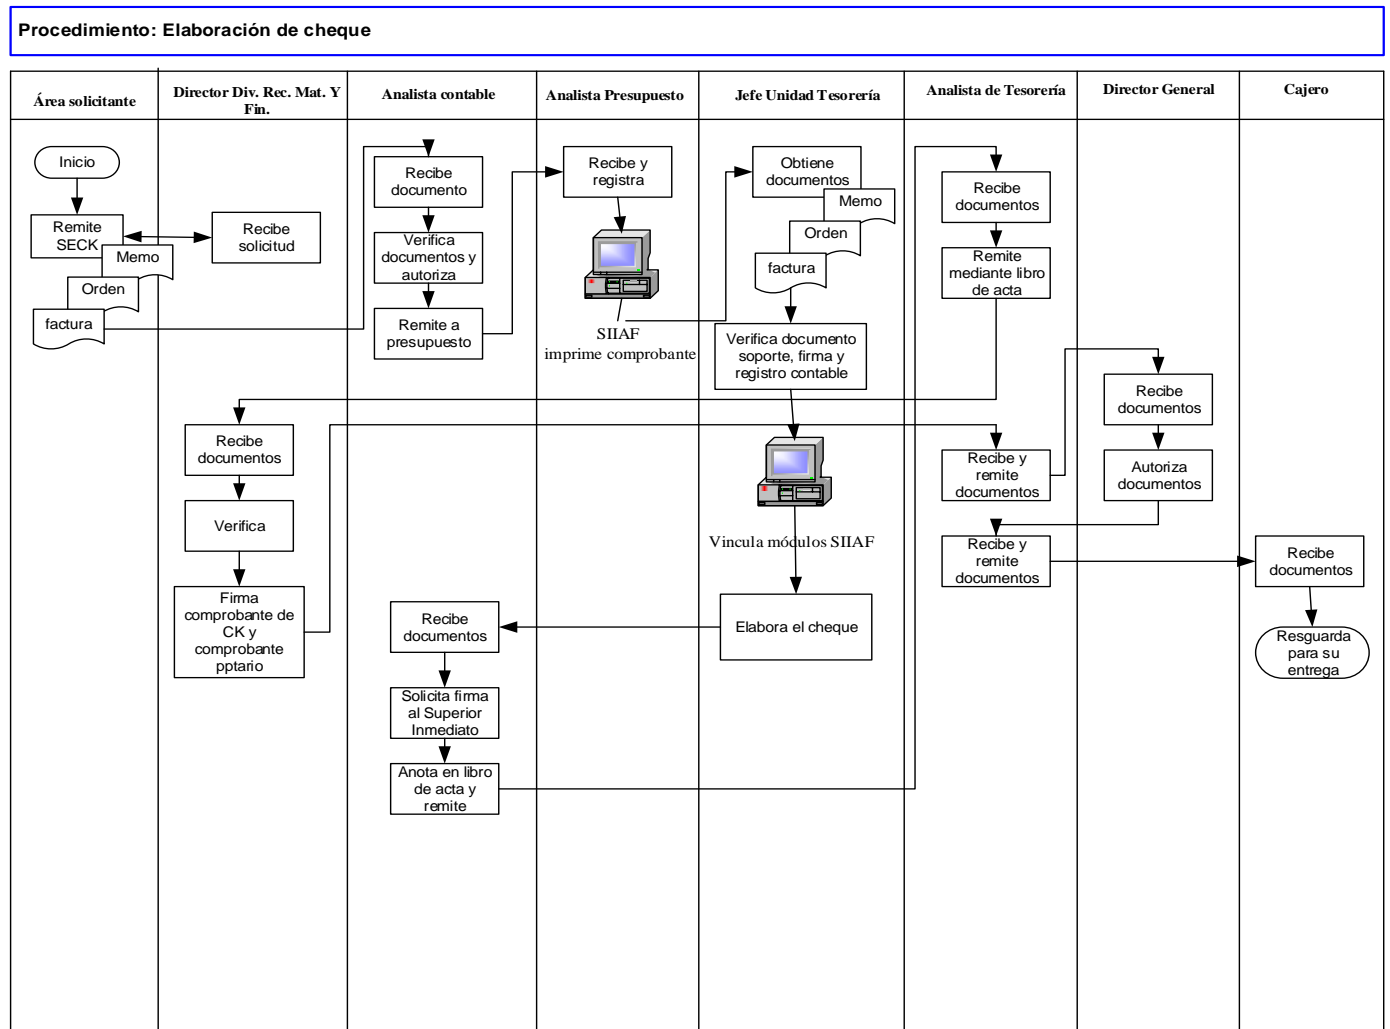 Procedimiento: Elaboración de cheque
Área solicitante
Director Div. Rec. Mat. Y
Fin.
Analista contable
Analista Presupuesto
Jefe Unidad Tesorería
Analista de Tesorería
Director General
Cajero
Inicio
Remite
SECK
Memo
Orden
factura
Recibe
solicitud
Recibe
documento
Verifica
documentos y
autoriza
Remite a
presupuesto
Recibe y
registra
SIIAF
imprime comprobante
Obtiene
documentos
Memo
Orden
factura
Verifica documento
soporte, firma y
registro contable
Vincula módulos SIIAF
Elabora el cheque
Recibe
documentos
Solicita firma
al Superior
Inmediato
Anota en libro
de acta y
remite
Recibe
documentos
Remite
mediante libro
de acta
Recibe
documentos
Verifica
Firma
comprobante de
CK y
comprobante
pptario
Recibe y
remite
documentos
Recibe
documentos
Autoriza
documentos
Recibe y
remite
documentos
Recibe
documentos
Resguarda
para su
entrega